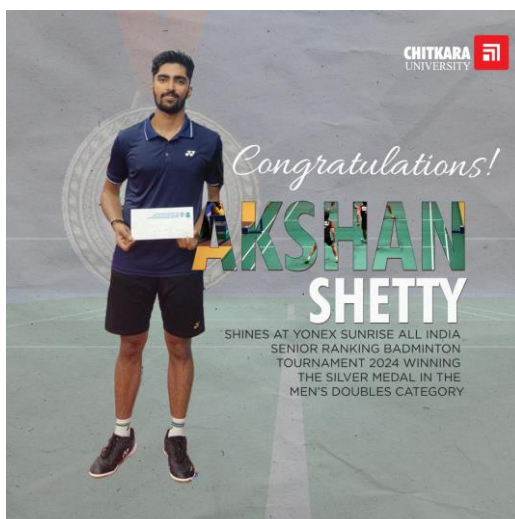 CHITKARA
UNIVERSITY
Congratulations!
AKSHAN
SHETTY
SHINES AT YONEX SUNRISE ALL INDIA
SENIOR RANKING BADMINTON
TOURNAMENT 2024 WINNING
THE SILVER MEDAL IN THE
MEN'S DOUBLES CATEGORY